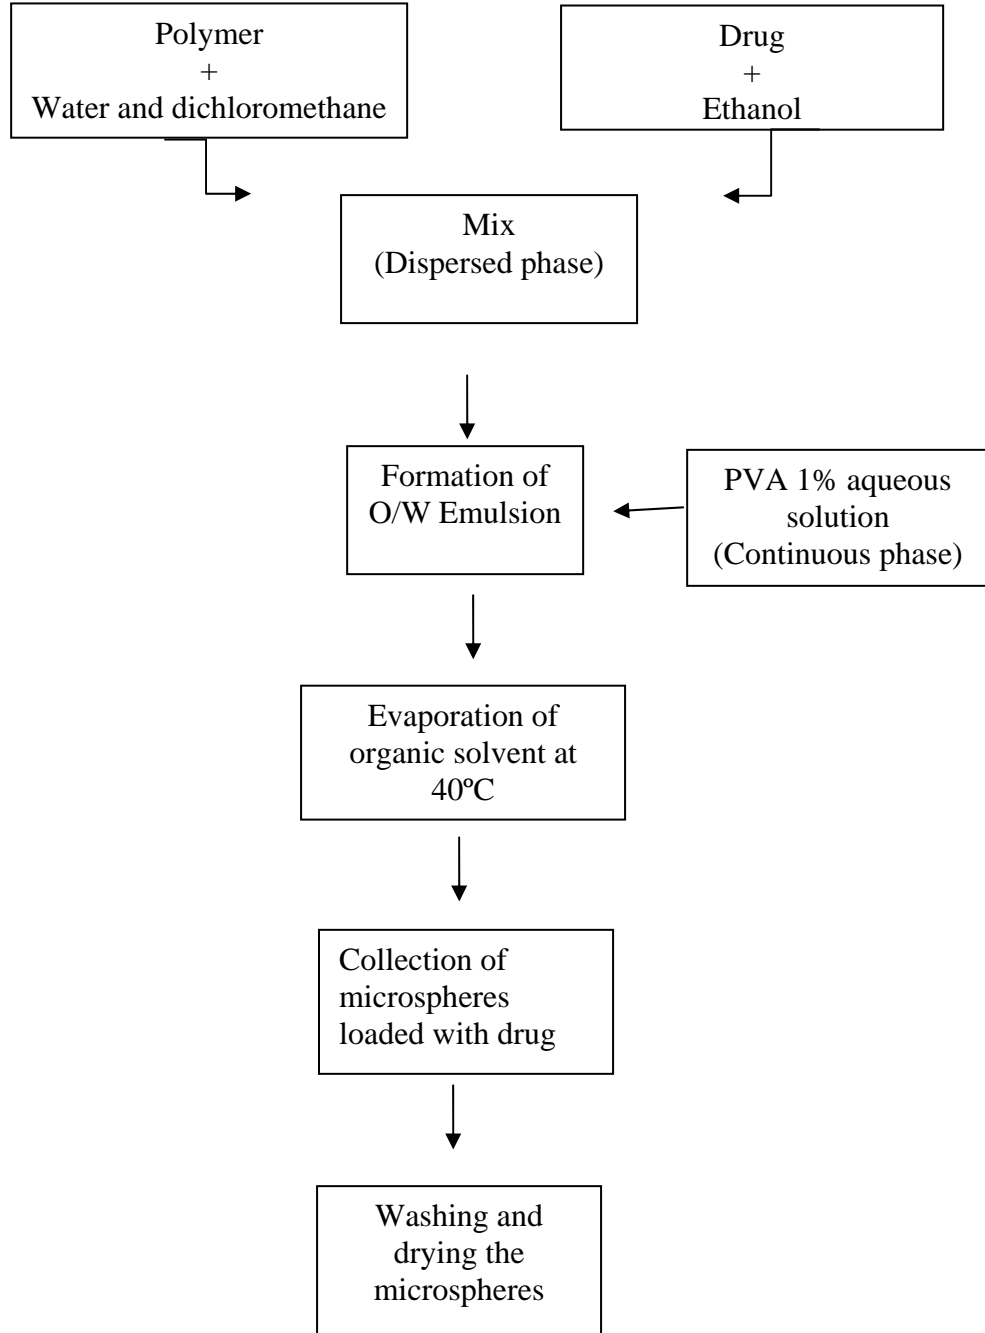 Polymer
+
Water and dichloromethane
Drug
+
Ethanol
Mix
(Dispersed phase)
Formation of
O/W Emulsion
PVA 1% aqueous
solution
(Continuous phase)
Evaporation of
organic solvent at
40ºC
Collection of
microspheres
loaded with drug
Washing and
drying the
microspheres